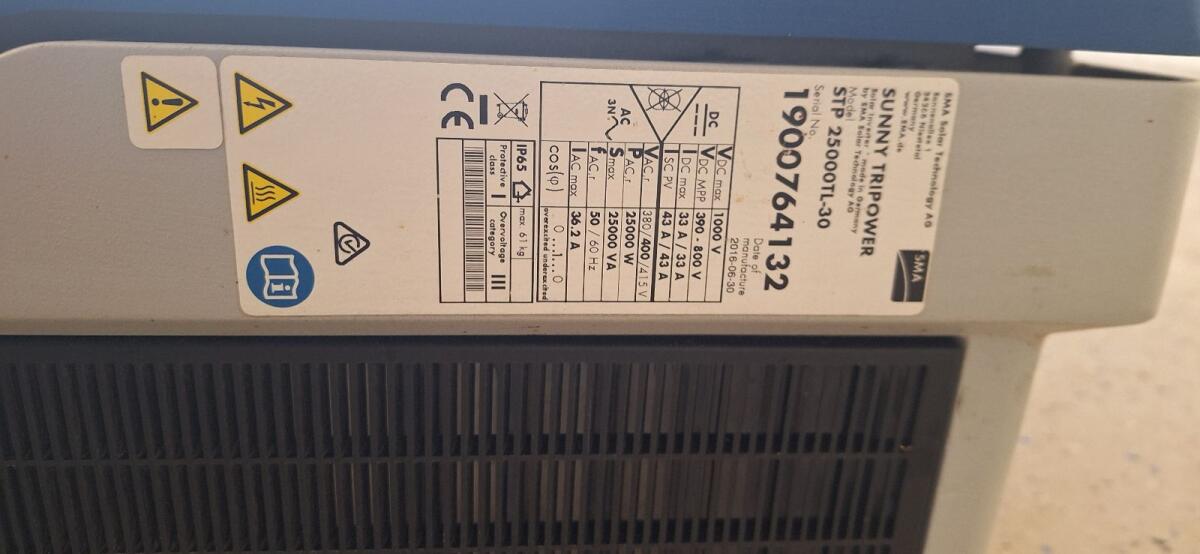 SMA Solar Technology AG
Sonnenallee 1
34266 Niestetal
Germany
www.SMA.de
SMA
SUNNY TRIPOWER
Solar Inverter - made in Germany
by SMA Solar Technology AG
Model
STP 25000TL-30
Serial No.
1900764132
Date of
manufacture
2016-06-30
DC
AC
3N
VDC max 1000 V
VDC MPP 390 - 800 V
IDC max 33 A / 33 A
ISC PV 43 A / 43 A
VAC,r 380/400/415 V
PAC,r 25000 W
Smax 25000 VA
fAC,r 50 / 60 Hz
IAC max 36.2 A
cos(φ) 0 ...1... 0
overexcited underexcited
IP65 max. 61 kg
Protective class I Overvoltage category III
CE